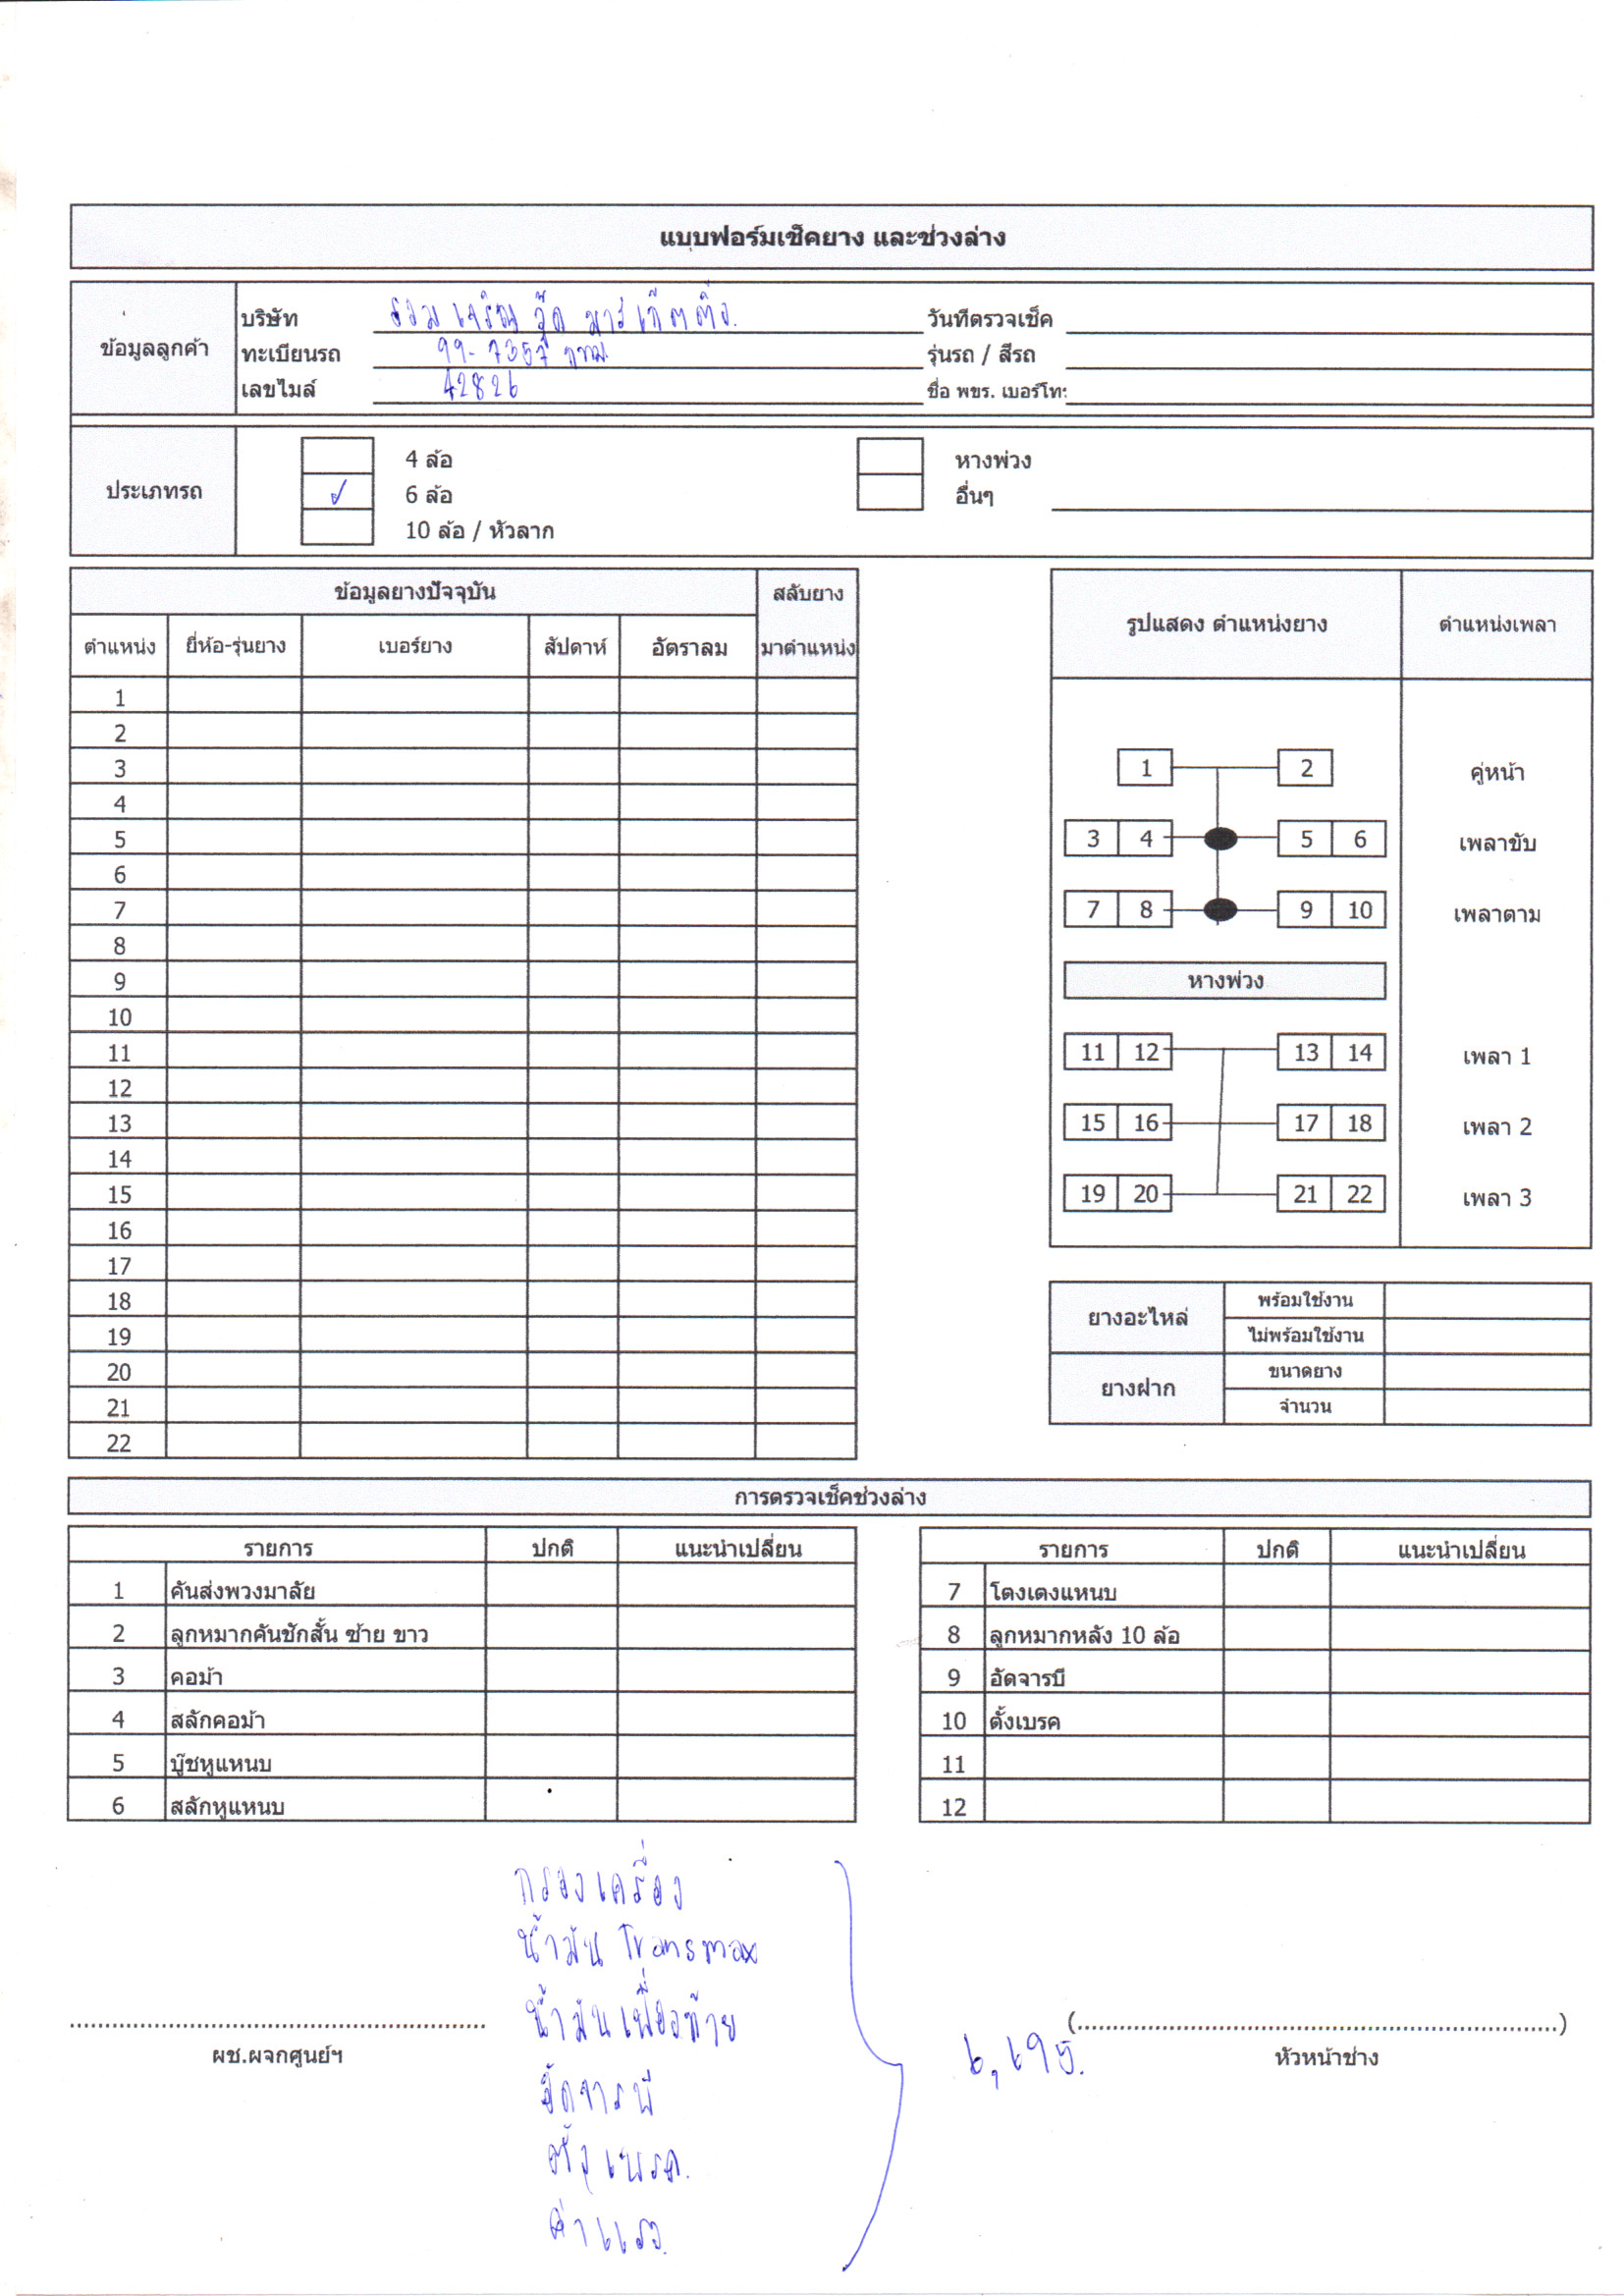 แบบฟอร์มเช็คยาง และช่วงล่าง
ข้อมูลลูกค้า
บริษัท รวมเจริญ วู๊ด มาร์เก็ตติ้ง. วันที่ตรวจเช็ค
ทะเบียนรถ 99-7357 กทม. รุ่นรถ / สีรถ
เลขไมล์ 42826 ชื่อ พขร. เบอร์โท:
ประเภทรถ
4 ล้อ หางพ่วง
✓ 6 ล้อ อื่นๆ
10 ล้อ / หัวลาก
ข้อมูลยางปัจจุบัน สลับยาง
ตำแหน่ง ยี่ห้อ-รุ่นยาง เบอร์ยาง สัปดาห์ อัตราลม มาตำแหน่ง
1
2
3
4
5
6
7
8
9
10
11
12
13
14
15
16
17
18
19
20
21
22
รูปแสดง ตำแหน่งยาง ตำแหน่งเพลา
1 2 คู่หน้า
3 4 5 6 เพลาขับ
7 8 9 10 เพลาตาม
หางพ่วง
11 12 13 14 เพลา 1
15 16 17 18 เพลา 2
19 20 21 22 เพลา 3
ยางอะไหล่ พร้อมใช้งาน
ไม่พร้อมใช้งาน
ยางฝาก ขนาดยาง
จำนวน
การตรวจเช็คช่วงล่าง
รายการ ปกติ แนะนำเปลี่ยน
1 คันส่งพวงมาลัย
2 ลูกหมากคันชักสั้น ซ้าย ขาว
3 คอม้า
4 สลักคอม้า
5 บู๊ชหูแหนบ
6 สลักหูแหนบ
รายการ ปกติ แนะนำเปลี่ยน
7 โตงเตงแหนบ
8 ลูกหมากหลัง 10 ล้อ
9 อัดจารบี
10 ตั้งเบรค
11
12
กรองเครื่อง
น้ำมัน Transmax
น้ำมันเฟืองท้าย
อัดจารบี
ตั้งเบรค.
ค่าแรง.
6,695.
ผช.ผจกศูนย์ฯ
(..........)
หัวหน้าช่าง